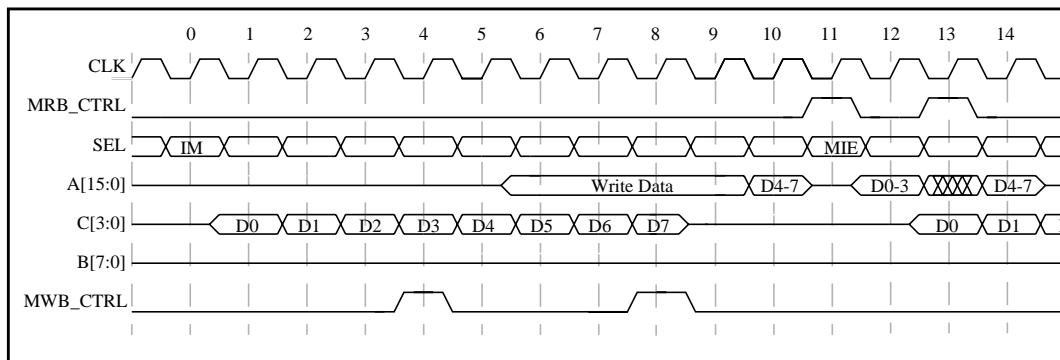 0 1 2 3 4 5 6 7 8 9 10 11 12 13 14
CLK
MRB_CTRL
SEL IM MIE
A[15:0] Write Data D4-7 D0-3 D4-7
C[3:0] D0 D1 D2 D3 D4 D5 D6 D7 D0 D1
B[7:0]
MWB_CTRL